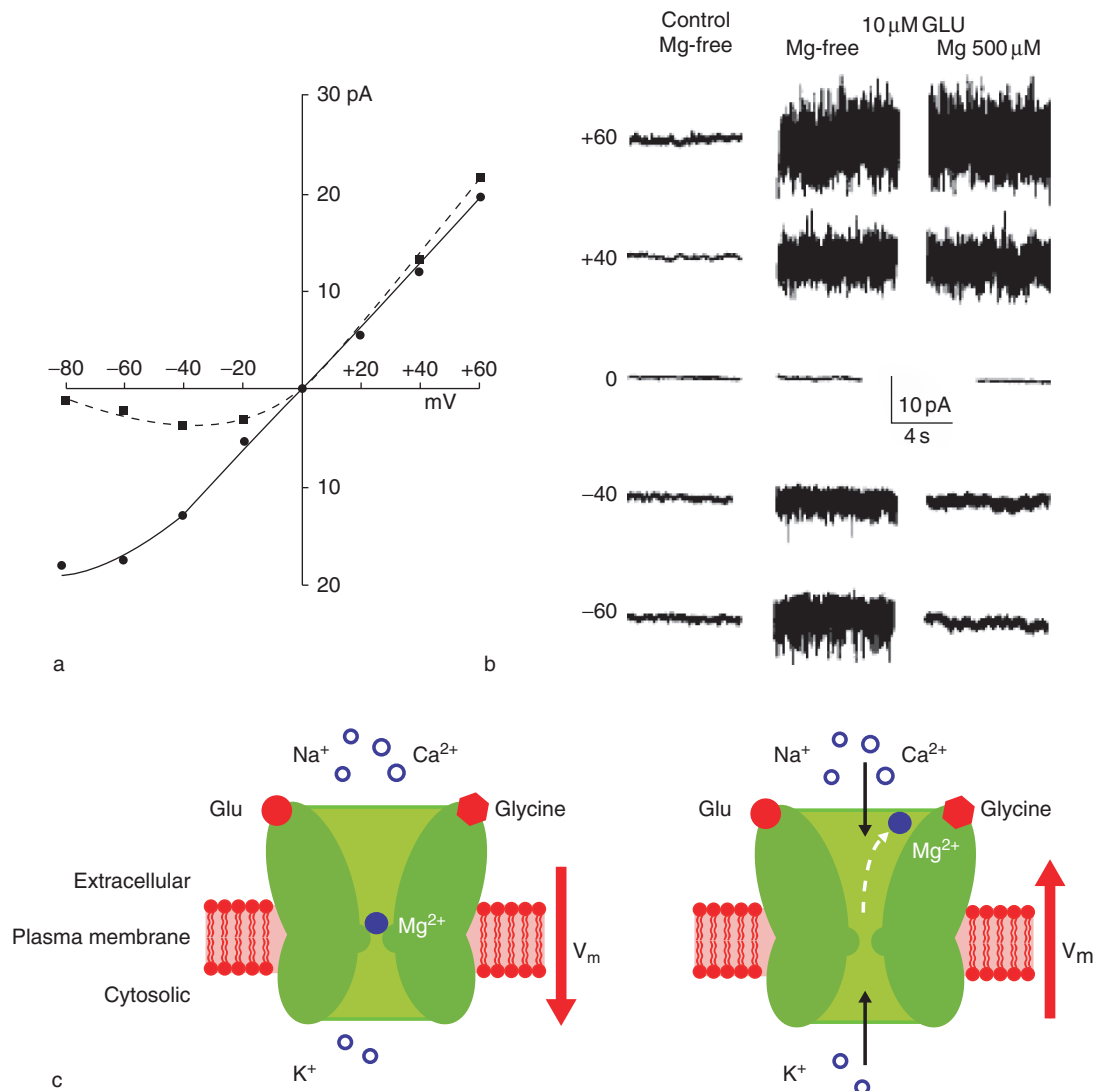 30 pA
20
10
−80 −60 −40 −20
+20 +40 +60
mV
10
20
a
Control
Mg-free
10 μM GLU
Mg-free
Mg 500 μM
+60
+40
0
10 pA
4 s
−40
−60
b
Na⁺ Ca²⁺
Glu Glycine
Mg²⁺
Extracellular
Plasma membrane
Cytosolic
Vₘ
K⁺
Na⁺ Ca²⁺
Glu Glycine
Mg²⁺
Vₘ
K⁺
c